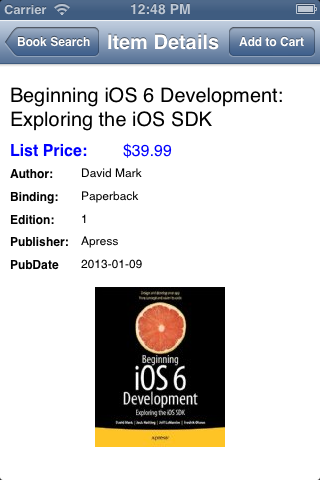 Carrier 12:48 PM
Book Search Item Details Add to Cart
Beginning iOS 6 Development:
Exploring the iOS SDK
List Price: $39.99
Author: David Mark
Binding: Paperback
Edition: 1
Publisher: Apress
PubDate 2013-01-09
Beginning
iOS 6
Development
Exploring the iOS SDK
Apress